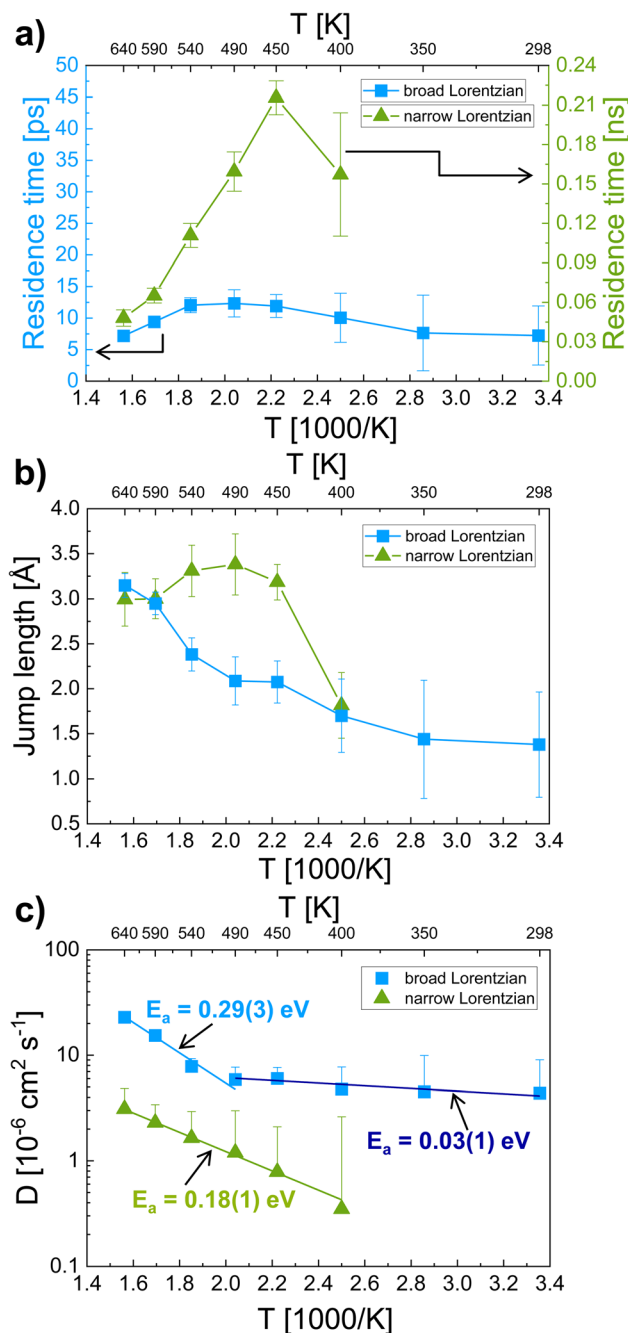 a)
T [K]
640 590 540 490 450 400 350 298
50
45
40
35
30
25
20
15
10
5
0
Residence time [ps]
broad Lorentzian
narrow Lorentzian
0.24
0.21
0.18
0.15
0.12
0.09
0.06
0.03
0.00
Residence time [ns]
1.4 1.6 1.8 2.0 2.2 2.4 2.6 2.8 3.0 3.2 3.4
T [1000/K]
b)
T [K]
640 590 540 490 450 400 350 298
4.0
3.5
3.0
2.5
2.0
1.5
1.0
0.5
Jump length [Å]
broad Lorentzian
narrow Lorentzian
1.4 1.6 1.8 2.0 2.2 2.4 2.6 2.8 3.0 3.2 3.4
T [1000/K]
c)
T [K]
640 590 540 490 450 400 350 298
100
10
1
0.1
D [10⁻⁶ cm² s⁻¹]
broad Lorentzian
narrow Lorentzian
Eₐ = 0.29(3) eV
Eₐ = 0.03(1) eV
Eₐ = 0.18(1) eV
1.4 1.6 1.8 2.0 2.2 2.4 2.6 2.8 3.0 3.2 3.4
T [1000/K]